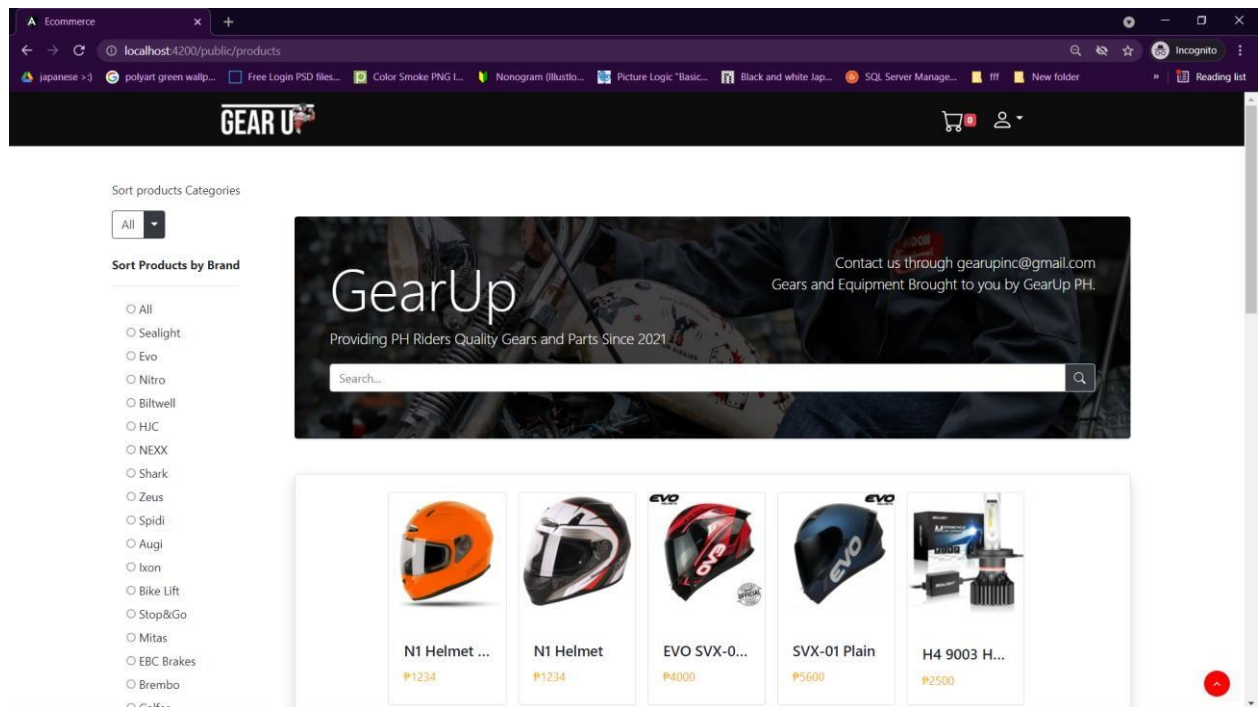 Ecommerce
localhost:4200/public/products
Incognito
japanese >:)
polyart green wallp...
Free Login PSD files...
Color Smoke PNG I...
Nonogram (Illustlo...
Picture Logic "Basic...
Black and white Jap...
SQL Server Manage...
fff
New folder
»
Reading list
GEAR UP
0
Sort products Categories
All
Sort Products by Brand
All
Sealight
Evo
Nitro
Biltwell
HJC
NEXX
Shark
Zeus
Spidi
Augi
Ixon
Bike Lift
Stop&Go
Mitas
EBC Brakes
Brembo
GearUp
Contact us through gearupinc@gmail.com
Gears and Equipment Brought to you by GearUp PH.
Providing PH Riders Quality Gears and Parts Since 2021
Search...
N1 Helmet ...
₱1234
N1 Helmet
₱1234
EVO
EVO
EVO SVX-0...
₱4000
EVO
EVO
SVX-01 Plain
₱5600
H4 9003 H...
₱2500